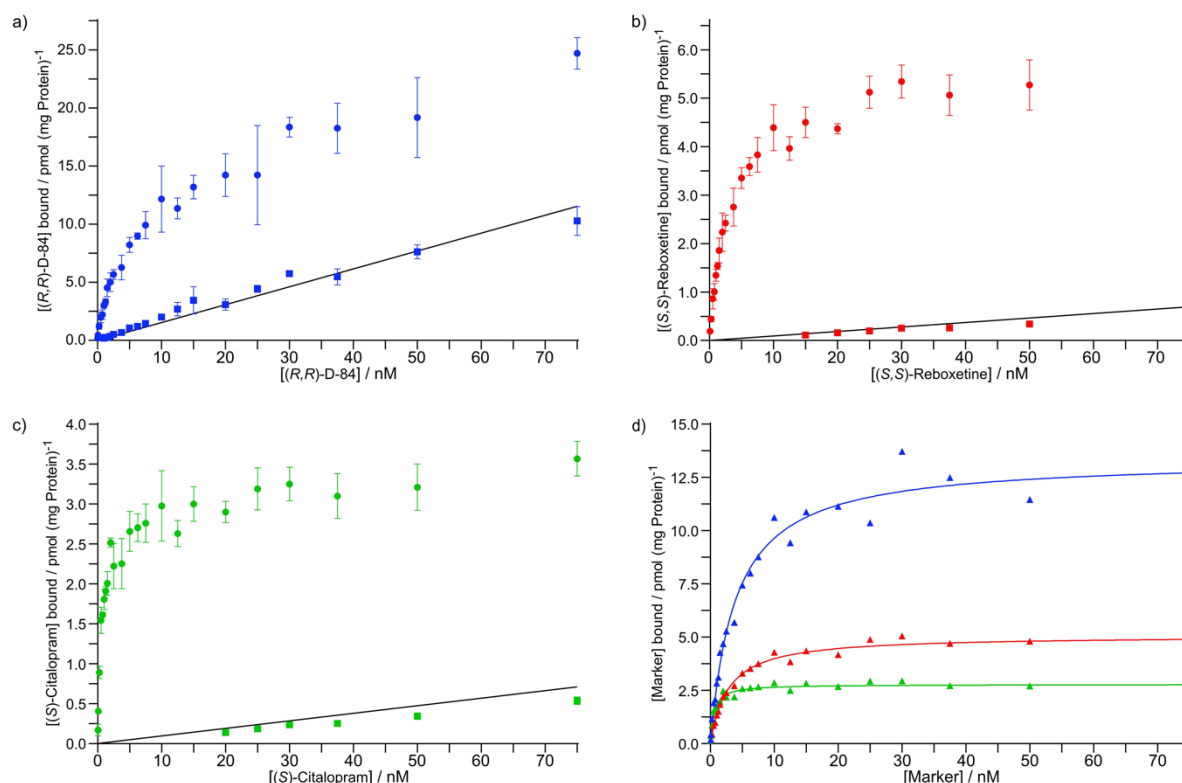 a)
[(R,R)-D-84] bound / pmol (mg Protein)-1
25.0
20.0
15.0
10.0
5.0
0.0
0 10 20 30 40 50 60 70
[(R,R)-D-84] / nM
b)
[(S,S)-Reboxetine] bound / pmol (mg Protein)-1
6.0
5.0
4.0
3.0
2.0
1.0
0.0
0 10 20 30 40 50 60 70
[(S,S)-Reboxetine] / nM
c)
[(S)-Citalopram] bound / pmol (mg Protein)-1
4.0
3.5
3.0
2.5
2.0
1.5
1.0
0.5
0.0
0 10 20 30 40 50 60 70
[(S)-Citalopram] / nM
d)
[Marker] bound / pmol (mg Protein)-1
15.0
12.5
10.0
7.5
5.0
2.5
0.0
0 10 20 30 40 50 60 70
[Marker] / nM